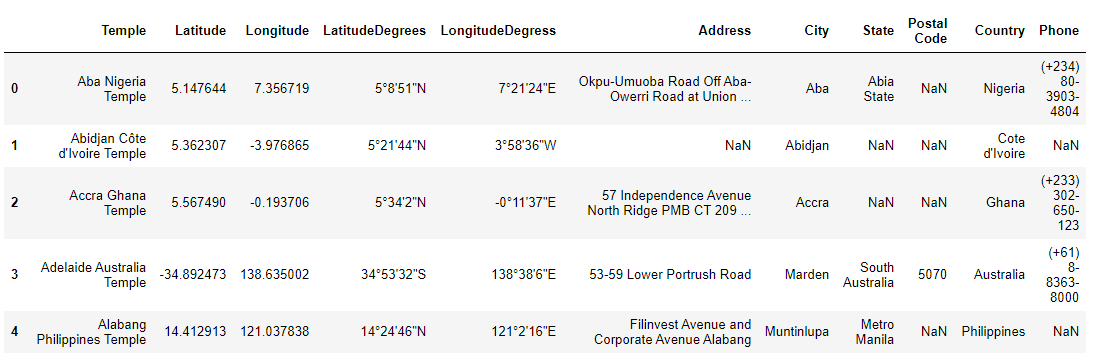 Temple Latitude Longitude LatitudeDegrees LongitudeDegress Address City State Postal Code Country Phone
0 Aba Nigeria Temple 5.147644 7.356719 5°8'51"N 7°21'24"E Okpu-Umuoba Road Off Aba-Owerri Road at Union ... Aba Abia State NaN Nigeria (+234) 80-3903-4804
1 Abidjan Côte d'Ivoire Temple 5.362307 -3.976865 5°21'44"N 3°58'36"W NaN Abidjan NaN NaN Cote d'Ivoire NaN
2 Accra Ghana Temple 5.567490 -0.193706 5°34'2"N -0°11'37"E 57 Independence Avenue North Ridge PMB CT 209 ... Accra NaN NaN Ghana (+233) 302-650-123
3 Adelaide Australia Temple -34.892473 138.635002 34°53'32"S 138°38'6"E 53-59 Lower Portrush Road Marden South Australia 5070 Australia (+61) 8-8363-8000
4 Alabang Philippines Temple 14.412913 121.037838 14°24'46"N 121°2'16"E Filinvest Avenue and Corporate Avenue Alabang Muntinlupa Metro Manila NaN Philippines NaN